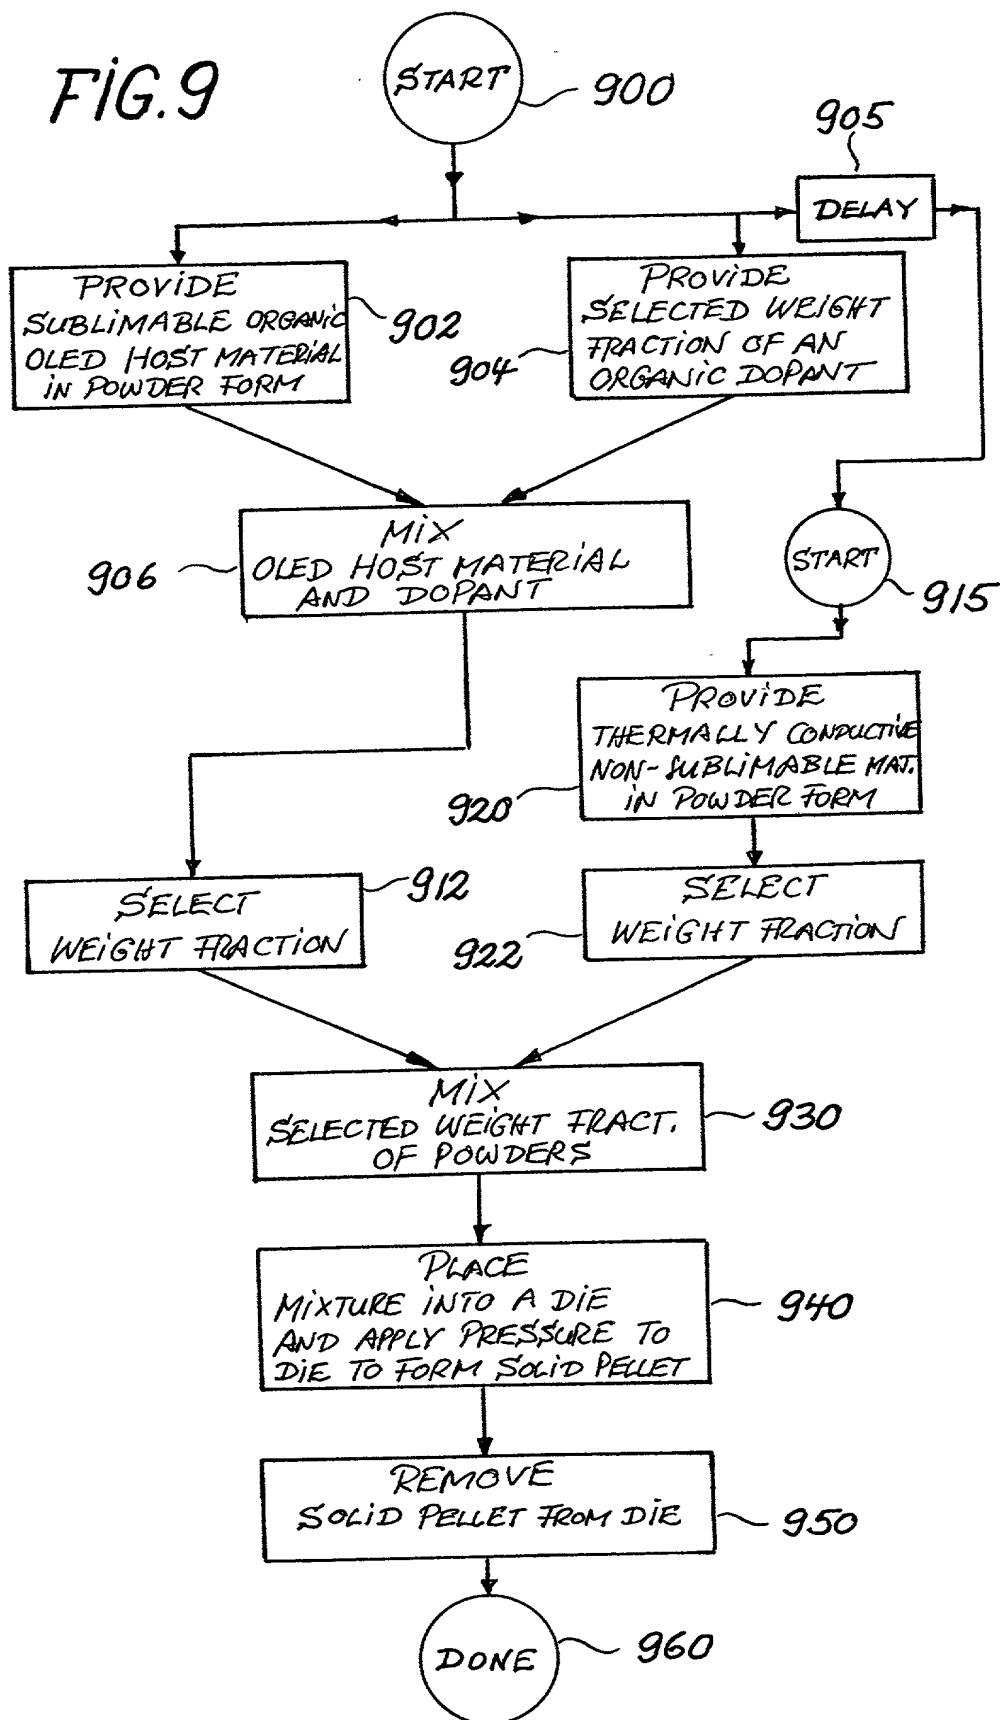 FIG.9
START
900
905
DELAY
PROVIDE
SUBLIMABLE ORGANIC
OLED HOST MATERIAL
IN POWDER FORM
902
904
PROVIDE
SELECTED WEIGHT
FRACTION OF AN
ORGANIC DOPANT
906
MIX
OLED HOST MATERIAL
AND DOPANT
START
915
PROVIDE
THERMALLY CONDUCTIVE
NON-SUBLIMABLE MAT.
IN POWDER FORM
920
SELECT
WEIGHT FRACTION
912
SELECT
WEIGHT FRACTION
922
MIX
SELECTED WEIGHT FRACT.
OF POWDERS
930
PLACE
MIXTURE INTO A DIE
AND APPLY PRESSURE TO
DIE TO FORM SOLID PELLET
940
REMOVE
SOLID PELLET FROM DIE
950
DONE
960